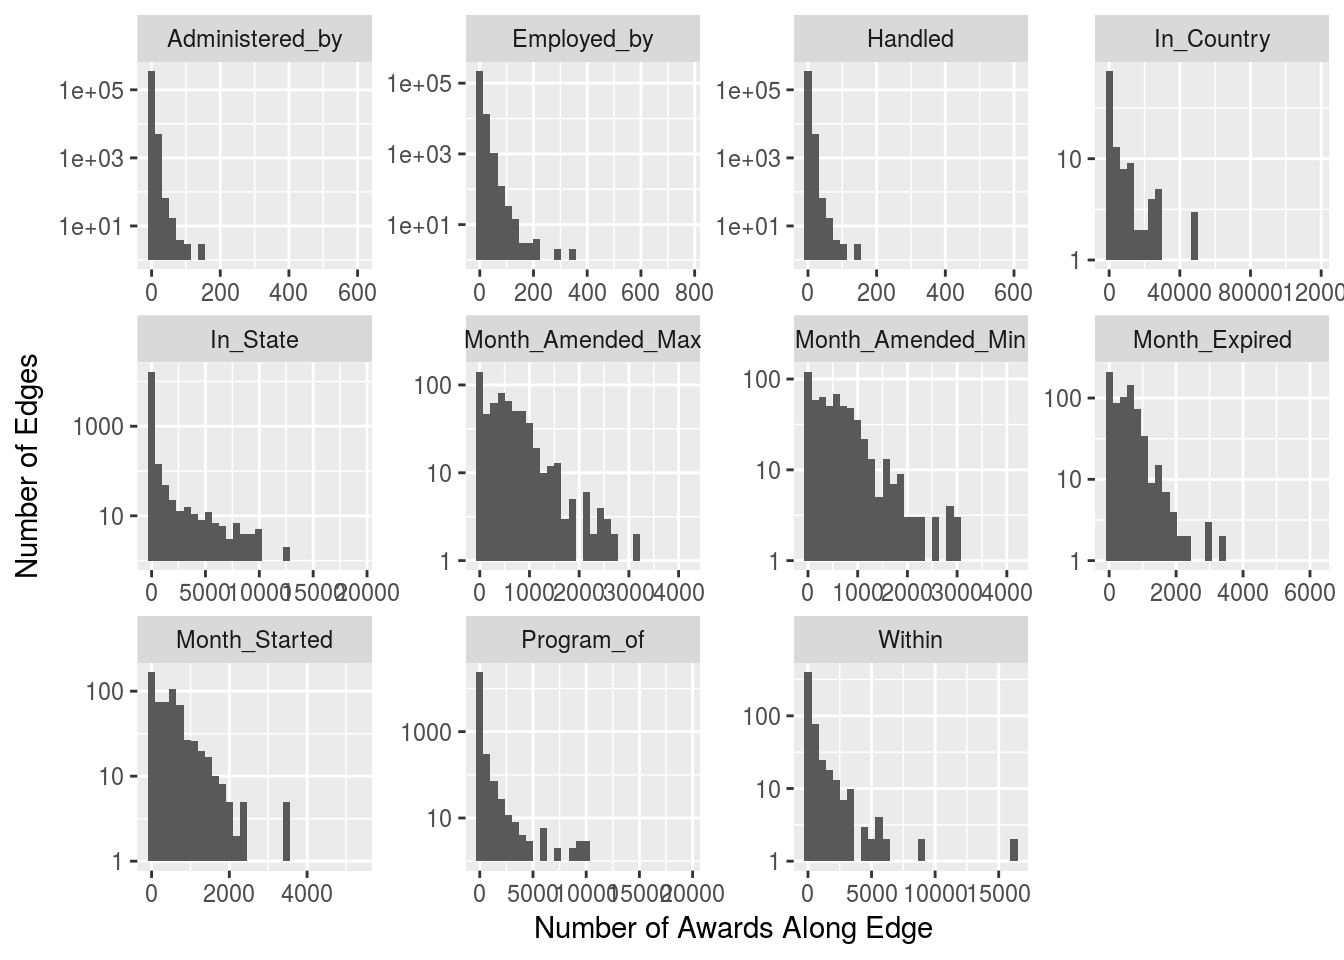 Administered_by Employed_by Handled In_Country
1e+05 1e+03 1e+01
1e+05 1e+03 1e+01
1e+05 1e+03 1e+01
10 1
0 200 400 600
0 200 400 600 800
0 200 400 600
0 40000 80000 12000
In_State Month_Amended_Max Month_Amended_Min Month_Expired
1000 10
100 10 1
100 10 1
100 10 1
0 5000 10000 15000 20000
0 1000 2000 3000 4000
0 1000 2000 3000 4000
0 2000 4000 6000
Month_Started Program_of Within
100 10 1
1000 10
100 10 1
0 2000 4000
0 5000 10000 15000 20000
0 5000 10000 15000
Number of Edges
Number of Awards Along Edge